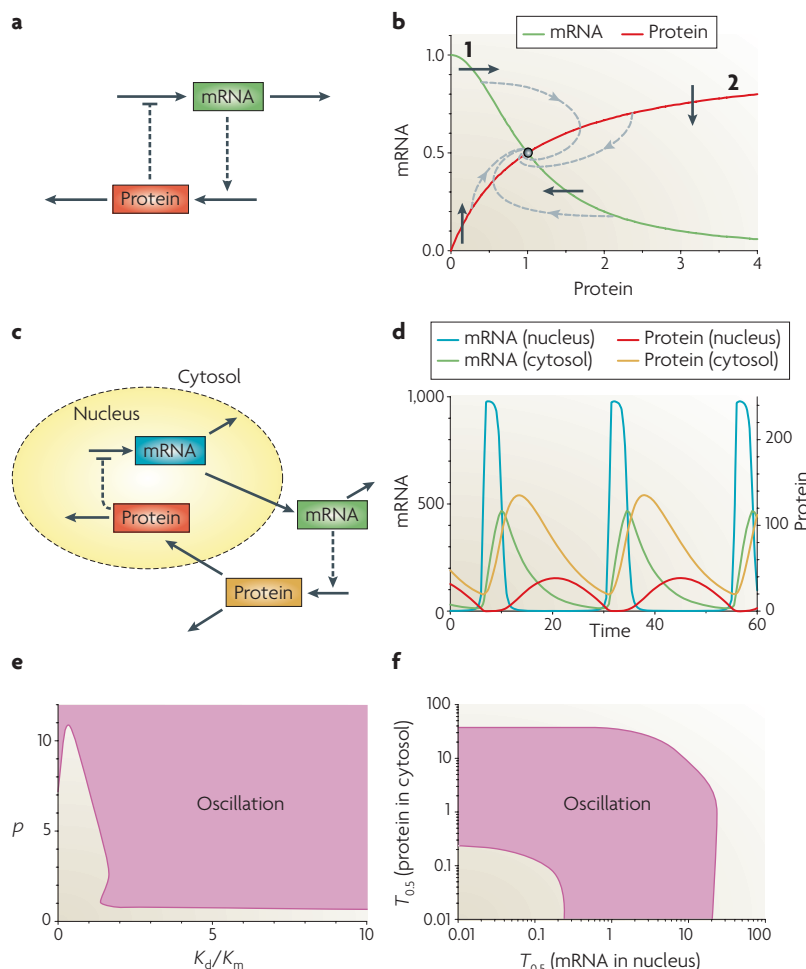 a
mRNA
Protein
b
mRNA Protein
1.0
0.5
0.0
mRNA
1
2
0 1 2 3 4
Protein
c
Cytosol
Nucleus
mRNA
Protein
mRNA
Protein
d
mRNA (nucleus) Protein (nucleus)
mRNA (cytosol) Protein (cytosol)
1,000
500
0
mRNA
200
100
0
Protein
0 20 40 60
Time
e
10
5
0
p
Oscillation
0 5 10
Kd/Km
f
100
10
1
0.1
0.01
T0.5 (protein in cytosol)
Oscillation
0.01 0.1 1 10 100
T0.5 (mRNA in nucleus)